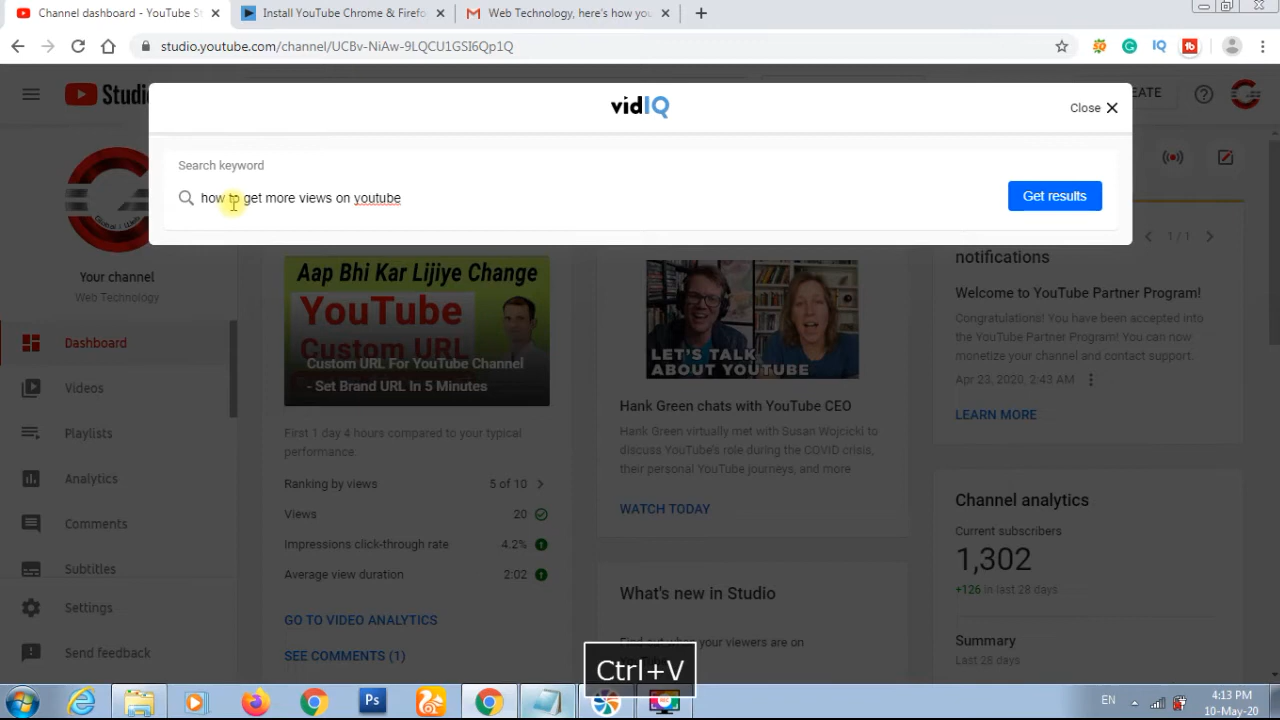 Channel dashboard - YouTube S
Install YouTube Chrome & Firefo
Web Technology, here's how you
studio.youtube.com/channel/UCBv-NiAw-9LQCU1GSI6Qp1Q
Studio
EATE
vidIQ
Close
Search keyword
how to get more views on youtube
Get results
Your channel
Web Technology
Dashboard
Videos
Playlists
Analytics
Comments
Subtitles
Settings
Send feedback
Aap Bhi Kar Lijiye Change
YouTube
Custom URL
Custom URL For YouTube Channel
- Set Brand URL In 5 Minutes
First 1 day 4 hours compared to your typical
performance:
Ranking by views 5 of 10
Views 20
Impressions click-through rate 4.2%
Average view duration 2:02
GO TO VIDEO ANALYTICS
SEE COMMENTS (1)
LET'S TALK
ABOUT YOUTUBE
Hank Green chats with YouTube CEO
Hank Green virtually met with Susan Wojcicki to
discuss YouTube's role during the COVID crisis,
their personal YouTube journeys, and more
WATCH TODAY
What's new in Studio
Find out when your viewers are on
1 / 1
notifications
Welcome to YouTube Partner Program!
Congratulations! You have been accepted
into the YouTube Partner Program! You can now
monetize your channel and contact support.
Apr 23, 2020, 2:43 AM
LEARN MORE
Channel analytics
Current subscribers
1,302
+126 in last 28 days
Summary
Last 28 days
Ctrl+V
EN
4:13 PM
10-May-20